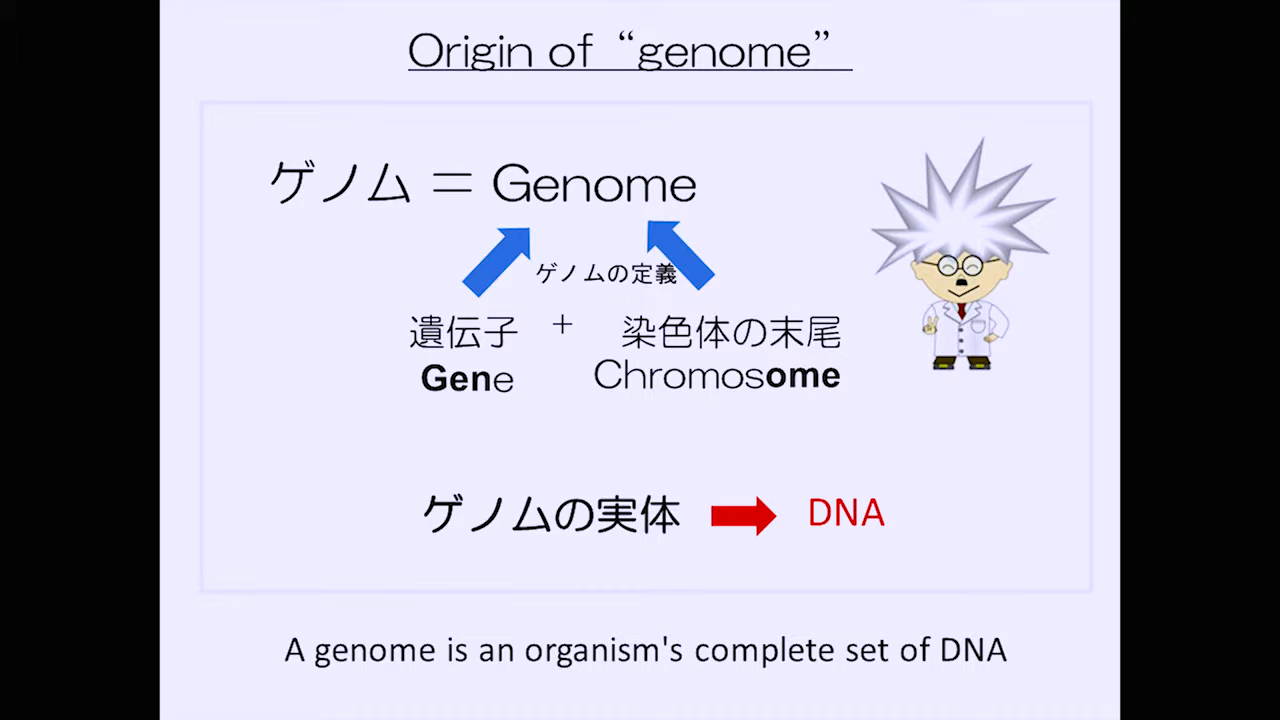 Origin of “genome”
ゲノム = Genome
ゲノムの定義
遺伝子 + 染色体の末尾
Gene Chromosome
ゲノムの実体 DNA
A genome is an organism's complete set of DNA